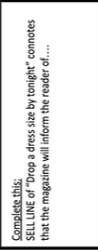 Complete this:
SELL LINE of "Drop a dress size by tonight" connotes
that the magazine will inform the reader of….